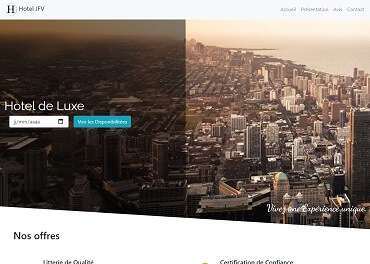 H Hotel JFV
Accueil Présentation Avis Contact
Hotel de Luxe
jj/mm/aaaa Voir les Disponibilitées
Vivez une Expérience unique.
Nos offres
Litterie de Qualité Certification de Confiance